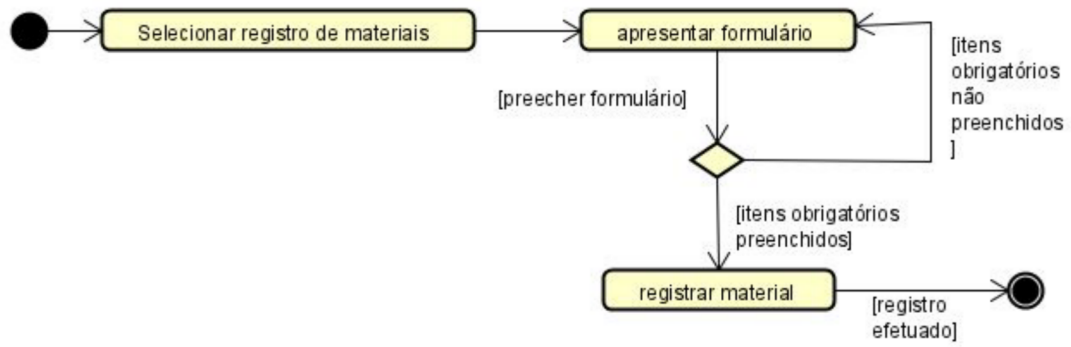 Selecionar registro de materiais
apresentar formulário
[itens
obrigatórios
não
preenchidos
]
[preecher formulário]
[itens obrigatórios
preenchidos]
registrar material
[registro
efetuado]